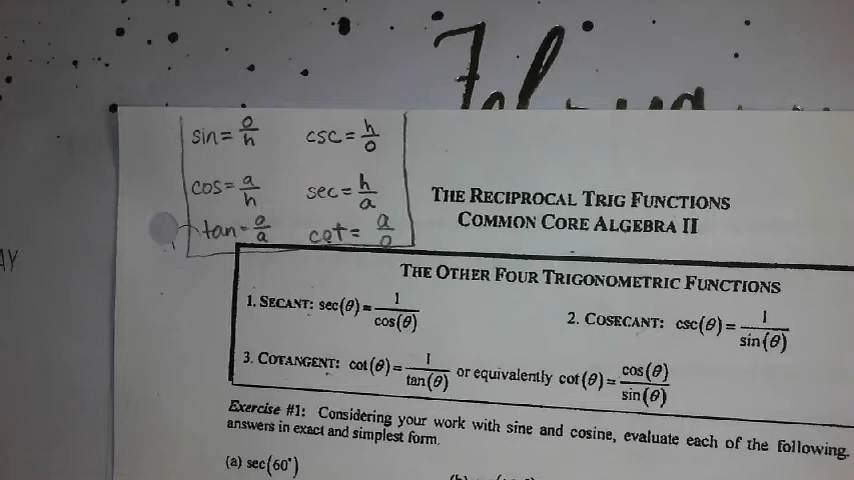 AY
sin = o/h csc = h/o
cos = a/h sec = h/a
tan = o/a cot = a/o
THE RECIPROCAL TRIG FUNCTIONS
COMMON CORE ALGEBRA II
THE OTHER FOUR TRIGONOMETRIC FUNCTIONS
1. SECANT: sec(θ) = 1/cos(θ) 2. COSECANT: csc(θ) = 1/sin(θ)
3. COTANGENT: cot(θ) = 1/tan(θ) or equivalently cot(θ) = cos(θ)/sin(θ)
Exercise #1: Considering your work with sine and cosine, evaluate each of the following.
answers in exact and simplest form.
(a) sec(60°)